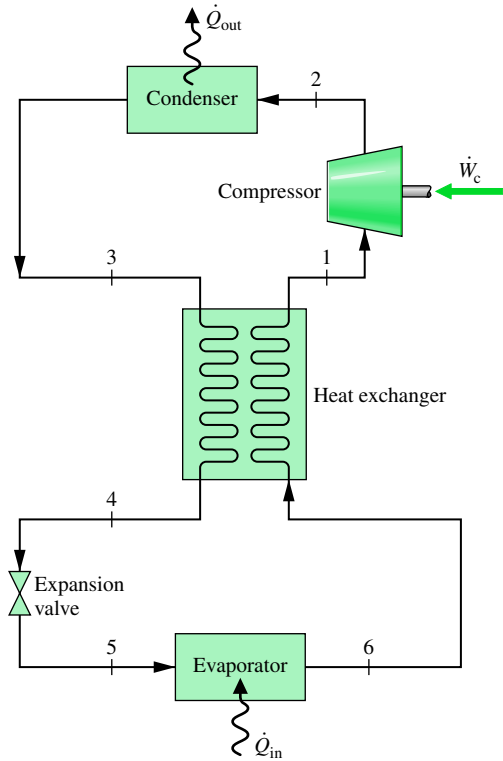 Q̇out
Condenser
2
Compressor
Ẇc
3
1
Heat exchanger
4
Expansion
valve
5
Evaporator
6
Q̇in